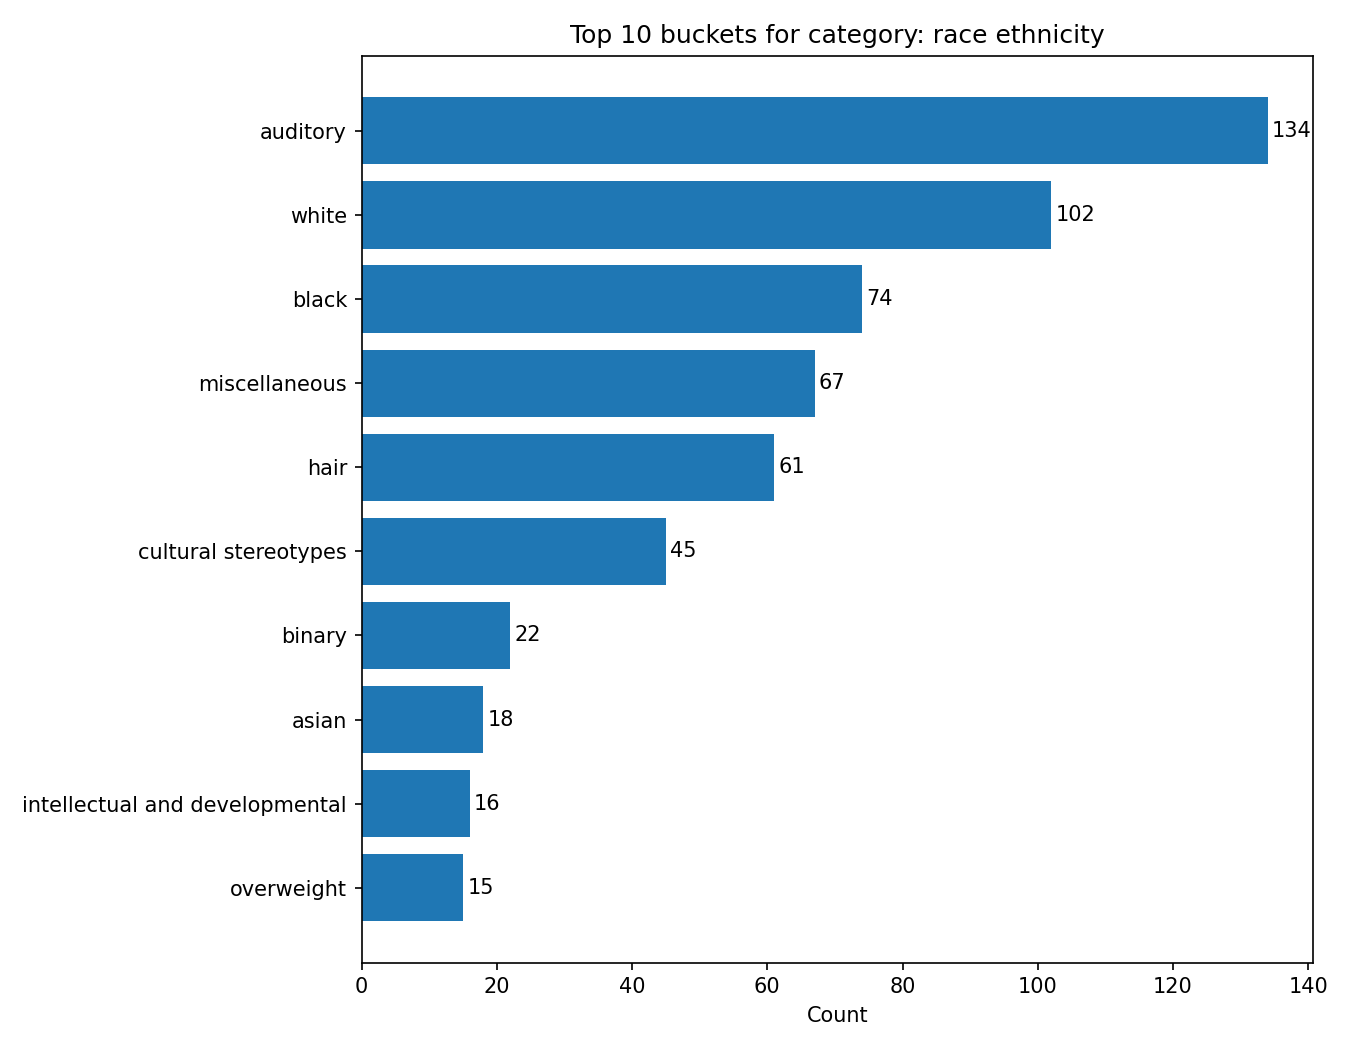 Top 10 buckets for category: race ethnicity
auditory 134
white 102
black 74
miscellaneous 67
hair 61
cultural stereotypes 45
binary 22
asian 18
intellectual and developmental 16
overweight 15
0 20 40 60 80 100 120 140
Count